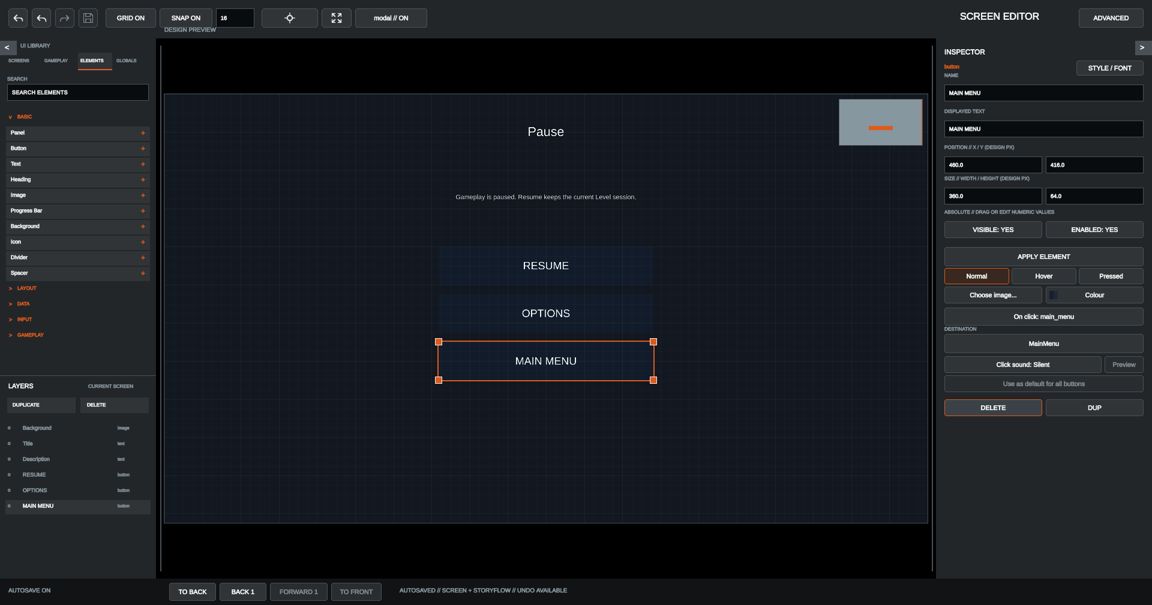 GRID ON
SNAP ON
16
modal // ON
SCREEN EDITOR
ADVANCED
DESIGN PREVIEW
<
UI LIBRARY
SCREENS
GAMEPLAY
ELEMENTS
GLOBALS
SEARCH
SEARCH ELEMENTS
v BASIC
Panel +
Button +
Text +
Heading +
Image +
Progress Bar +
Background +
Icon +
Divider +
Spacer +
> LAYOUT
> DATA
> INPUT
> GAMEPLAY
LAYERS
CURRENT SCREEN
DUPLICATE
DELETE
Background image
Title text
Description text
RESUME button
OPTIONS button
MAIN MENU button
Pause
Gameplay is paused. Resume keeps the current Level session.
RESUME
OPTIONS
MAIN MENU
>
INSPECTOR
button
NAME
STYLE / FONT
MAIN MENU
DISPLAYED TEXT
MAIN MENU
POSITION // X / Y (DESIGN PX)
460.0
416.0
SIZE // WIDTH / HEIGHT (DESIGN PX)
360.0
64.0
ABSOLUTE // DRAG OR EDIT NUMERIC VALUES
VISIBLE: YES
ENABLED: YES
APPLY ELEMENT
Normal
Hover
Pressed
Choose image...
Colour
On click: main_menu
DESTINATION
MainMenu
Click sound: Silent
Preview
Use as default for all buttons
DELETE
DUP
AUTOSAVE ON
TO BACK
BACK 1
FORWARD 1
TO FRONT
AUTOSAVED // SCREEN + STORYFLOW // UNDO AVAILABLE